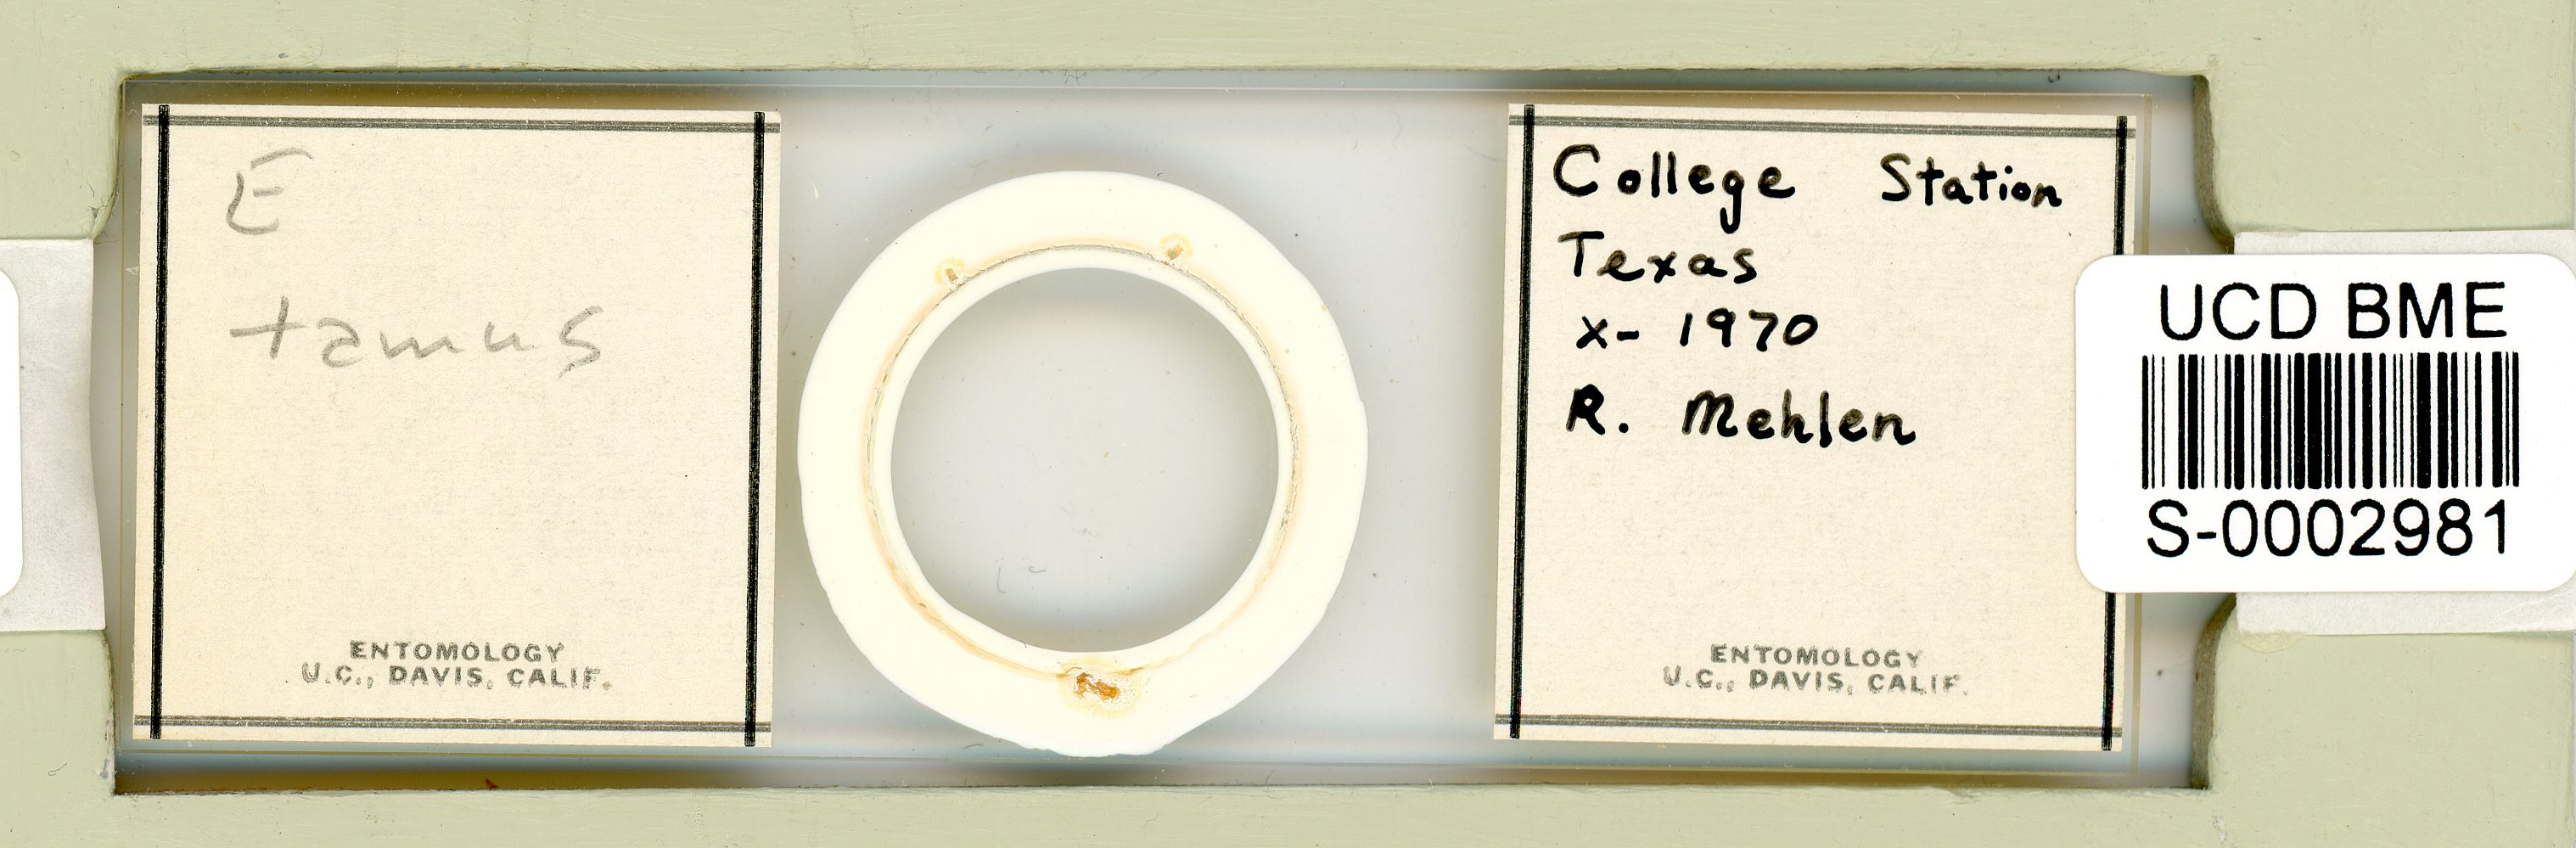 E
tamus
ENTOMOLOGY
U.C., DAVIS, CALIF.
College Station
Texas
X- 1970
R. Mehlen
ENTOMOLOGY
U.C., DAVIS, CALIF.
UCD BME
S-0002981